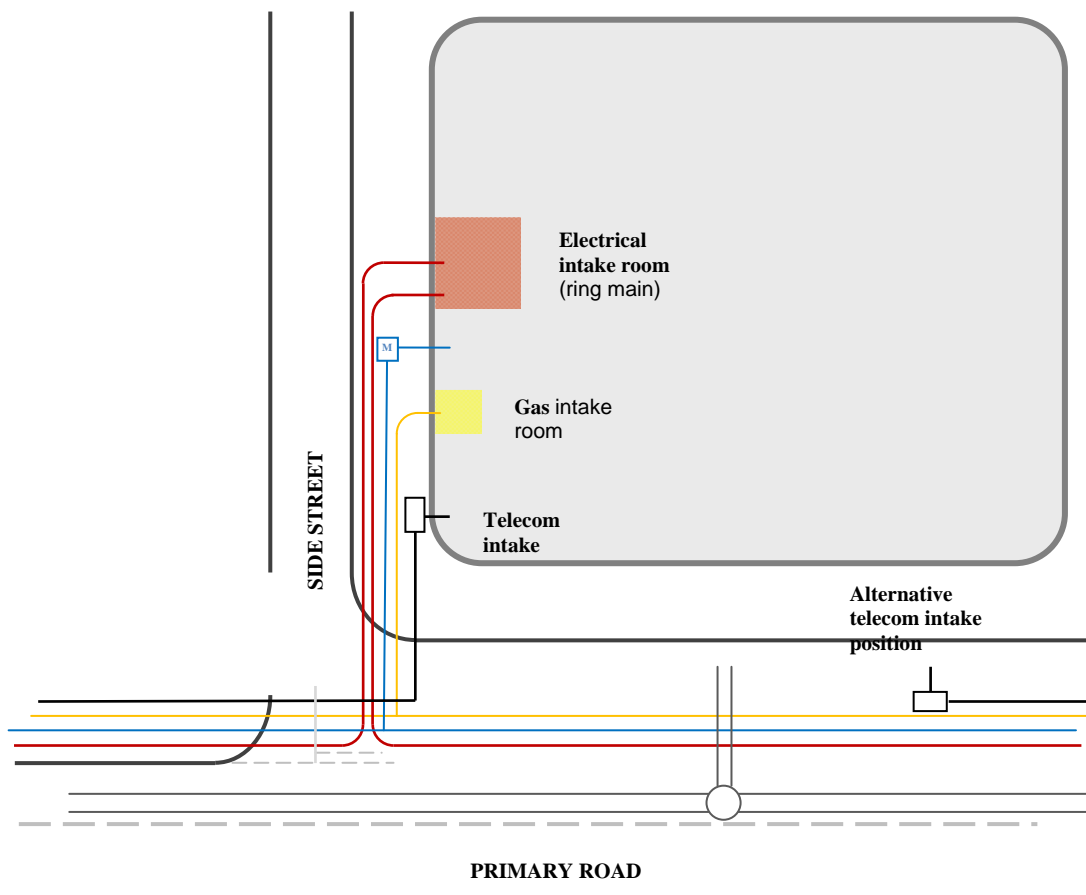 Electrical
intake room
(ring main)
M
Gas intake
room
SIDE STREET
Telecom
intake
Alternative
telecom intake
position
PRIMARY ROAD